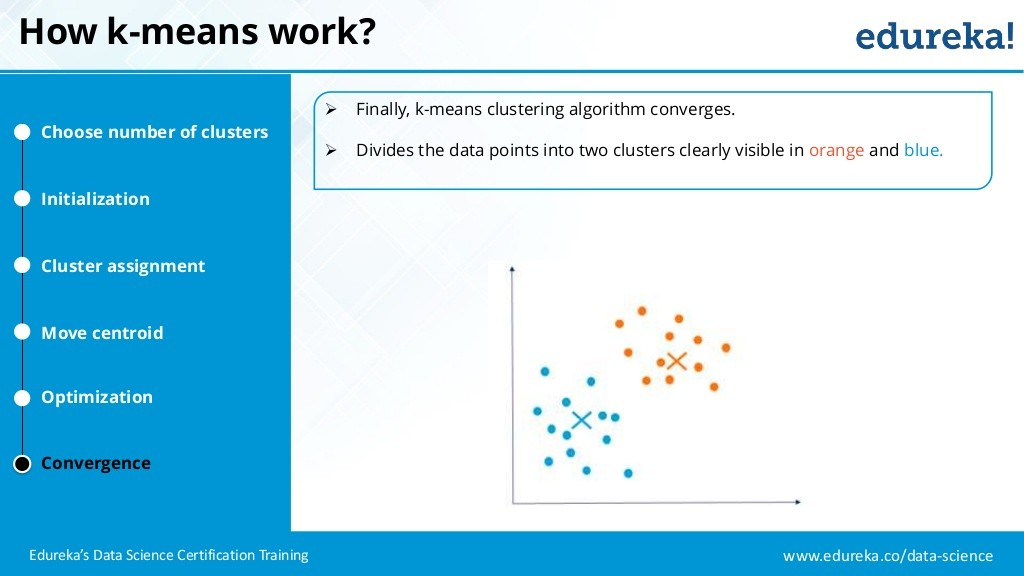 How k-means work?
edureka!
Choose number of clusters
Initialization
Cluster assignment
Move centroid
Optimization
Convergence
➢ Finally, k-means clustering algorithm converges.
➢ Divides the data points into two clusters clearly visible in orange and blue.
Edureka’s Data Science Certification Training
www.edureka.co/data-science